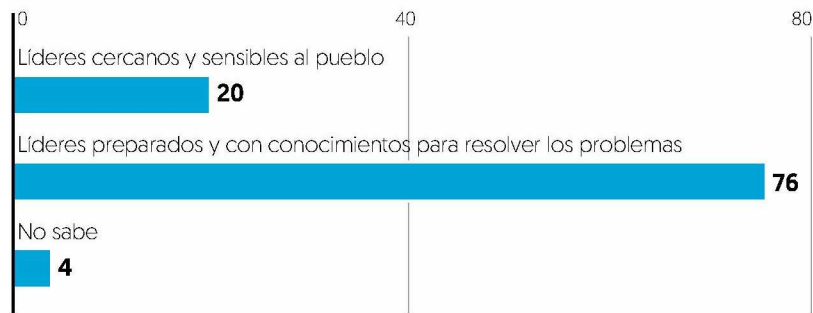 0 40 80
Líderes cercanos y sensibles al pueblo
20
Líderes preparados y con conocimientos para resolver los problemas
76
No sabe
4